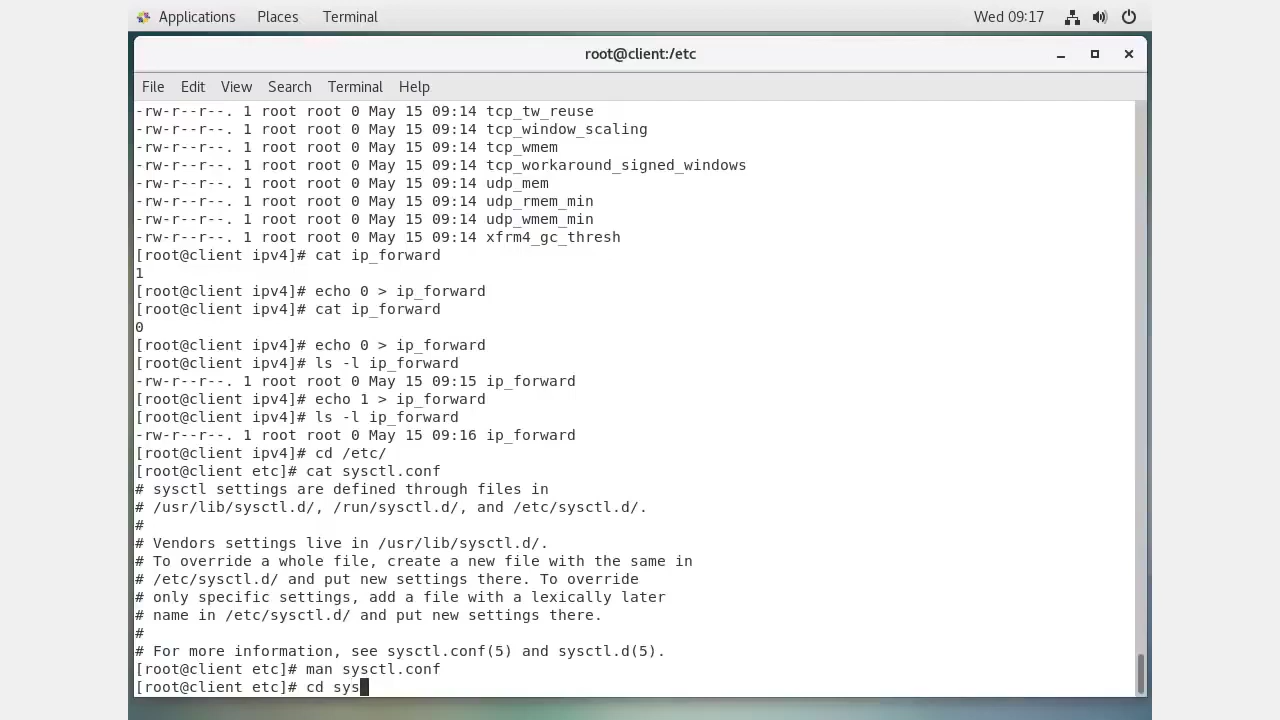 Applications Places Terminal Wed 09:17
root@client:/etc
File Edit View Search Terminal Help
-rw-r--r--. 1 root root 0 May 15 09:14 tcp_tw_reuse
-rw-r--r--. 1 root root 0 May 15 09:14 tcp_window_scaling
-rw-r--r--. 1 root root 0 May 15 09:14 tcp_wmem
-rw-r--r--. 1 root root 0 May 15 09:14 tcp_workaround_signed_windows
-rw-r--r--. 1 root root 0 May 15 09:14 udp_mem
-rw-r--r--. 1 root root 0 May 15 09:14 udp_rmem_min
-rw-r--r--. 1 root root 0 May 15 09:14 udp_wmem_min
-rw-r--r--. 1 root root 0 May 15 09:14 xfrm4_gc_thresh
[root@client ipv4]# cat ip_forward
1
[root@client ipv4]# echo 0 > ip_forward
[root@client ipv4]# cat ip_forward
0
[root@client ipv4]# echo 0 > ip_forward
[root@client ipv4]# ls -l ip_forward
-rw-r--r--. 1 root root 0 May 15 09:15 ip_forward
[root@client ipv4]# echo 1 > ip_forward
[root@client ipv4]# ls -l ip_forward
-rw-r--r--. 1 root root 0 May 15 09:16 ip_forward
[root@client ipv4]# cd /etc/
[root@client etc]# cat sysctl.conf
# sysctl settings are defined through files in
# /usr/lib/sysctl.d/, /run/sysctl.d/, and /etc/sysctl.d/.
#
# Vendors settings live in /usr/lib/sysctl.d/.
# To override a whole file, create a new file with the same in
# /etc/sysctl.d/ and put new settings there. To override
# only specific settings, add a file with a lexically later
# name in /etc/sysctl.d/ and put new settings there.
#
# For more information, see sysctl.conf(5) and sysctl.d(5).
[root@client etc]# man sysctl.conf
[root@client etc]# cd sys